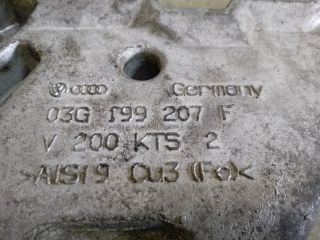 Germany
03G 199 207 F
V 200 KTS 2
>AlSi9 Cu3 (Fe)<